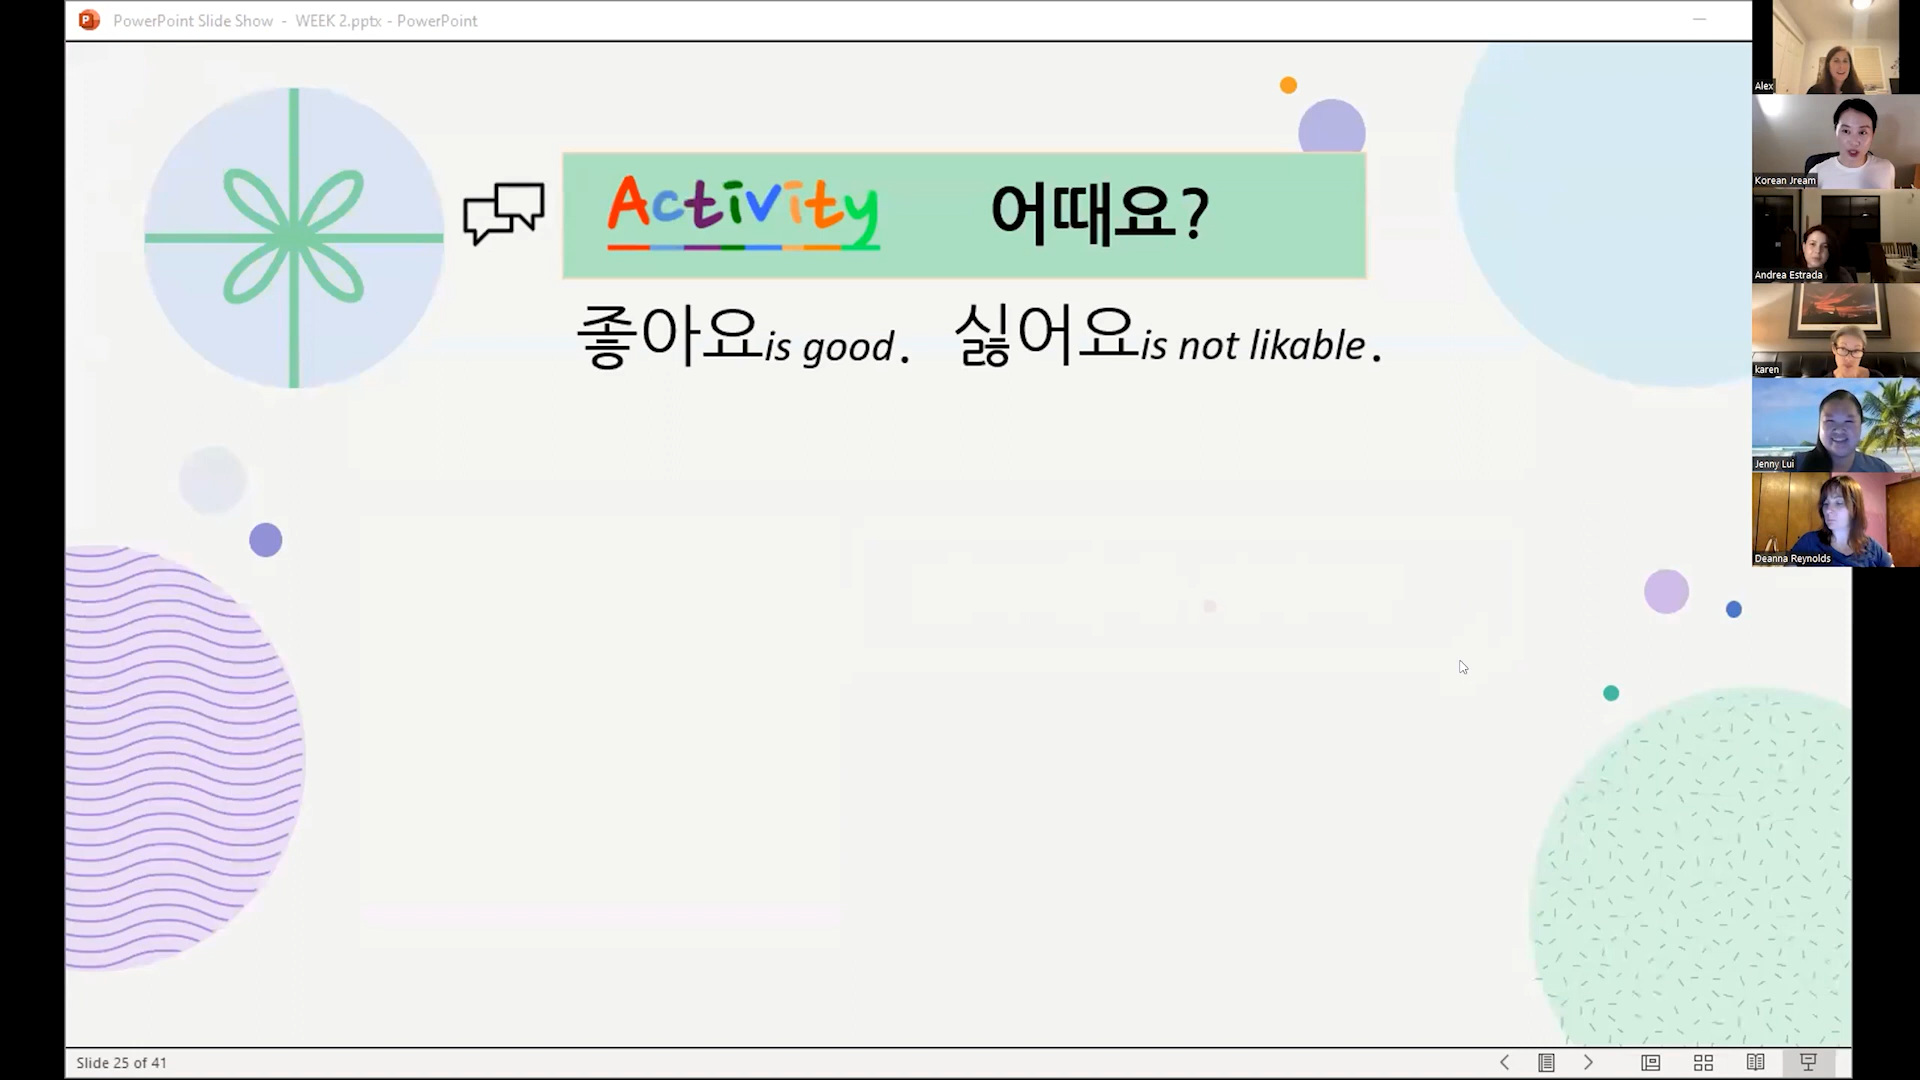 PowerPoint Slide Show - WEEK 2.pptx - PowerPoint
Activity 어때요?
좋아요is good. 싫어요is not likable.
Alex
Korean Jream
Andrea Estrada
karen
Jenny Lui
Deanna Reynolds
Slide 25 of 41